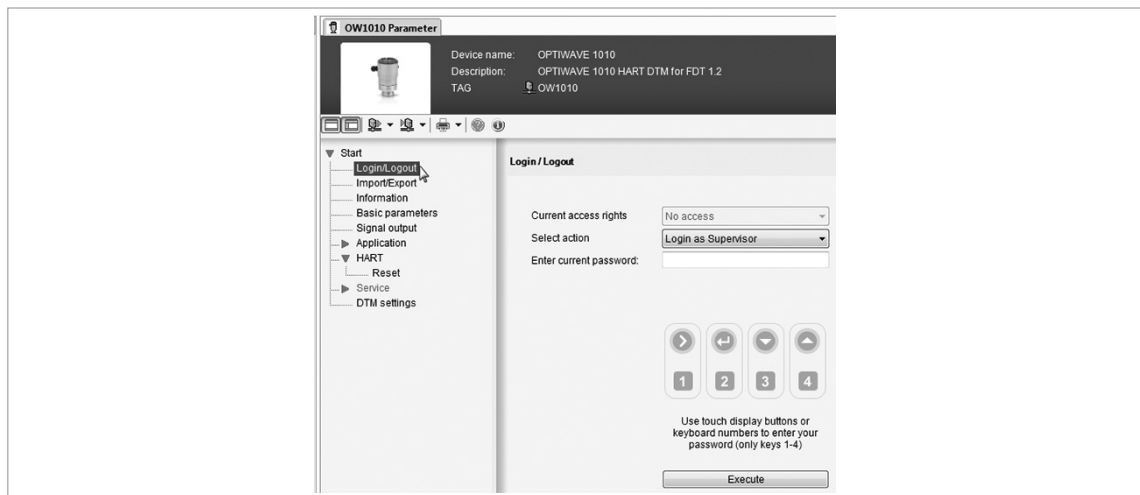 OW1010 Parameter
Device name: OPTIWAVE 1010
Description: OPTIWAVE 1010 HART DTM for FDT 1.2
TAG OW1010
Start
Login/Logout
Import/Export
Information
Basic parameters
Signal output
Application
HART
Reset
Service
DTM settings
Login / Logout
Current access rights No access
Select action Login as Supervisor
Enter current password:
1 2 3 4
Use touch display buttons or
keyboard numbers to enter your
password (only keys 1-4)
Execute